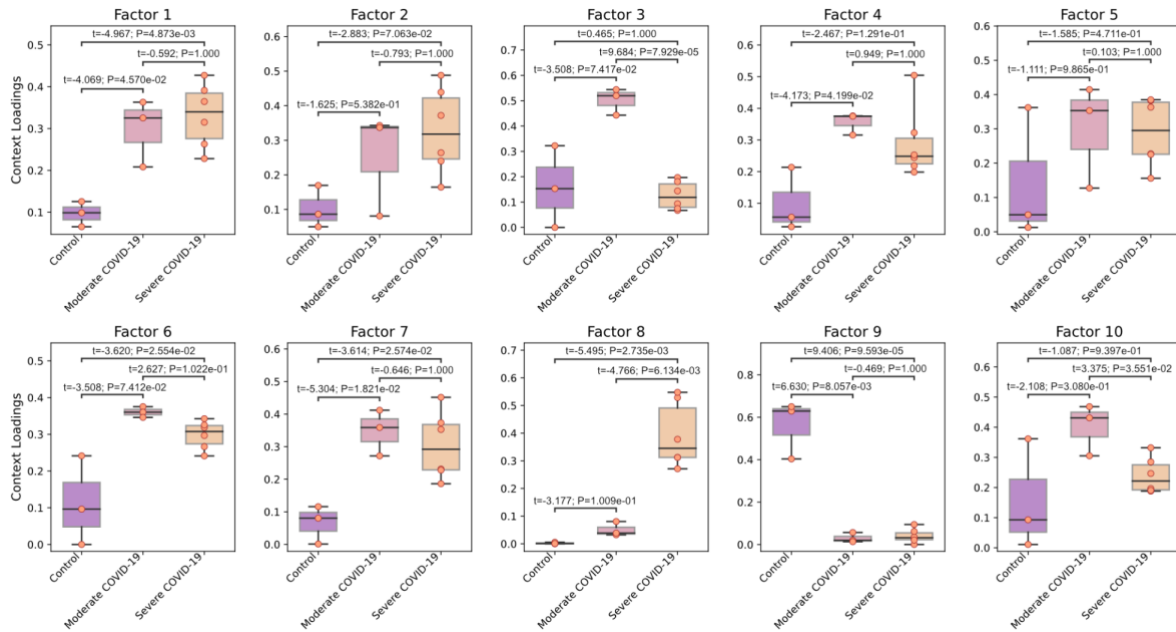 Factor 1
t=-4.967; P=4.873e-03
t=-0.592; P=1.000
t=-4.069; P=4.570e-02
Context Loadings
0.5
0.4
0.3
0.2
0.1
Control
Moderate COVID-19
Severe COVID-19
Factor 2
t=-2.883; P=7.063e-02
t=-0.793; P=1.000
t=-1.625; P=5.382e-01
0.5
0.4
0.3
0.2
0.1
Control
Moderate COVID-19
Severe COVID-19
Factor 3
t=0.465; P=1.000
t=9.684; P=7.929e-05
t=-3.508; P=7.417e-02
0.7
0.6
0.5
0.4
0.3
0.2
0.1
0.0
Control
Moderate COVID-19
Severe COVID-19
Factor 4
t=-2.467; P=1.291e-01
t=0.949; P=1.000
t=-4.173; P=4.199e-02
0.6
0.5
0.4
0.3
0.2
0.1
Control
Moderate COVID-19
Severe COVID-19
Factor 5
t=-1.585; P=4.711e-01
t=0.103; P=1.000
t=-1.111; P=9.865e-01
0.6
0.5
0.4
0.3
0.2
0.1
0.0
Control
Moderate COVID-19
Severe COVID-19
Factor 6
t=-3.620; P=2.554e-02
t=2.627; P=1.022e-01
t=-3.508; P=7.412e-02
Context Loadings
0.5
0.4
0.3
0.2
0.1
0.0
Control
Moderate COVID-19
Severe COVID-19
Factor 7
t=-3.614; P=2.574e-02
t=-0.646; P=1.000
t=-5.304; P=1.821e-02
0.6
0.5
0.4
0.3
0.2
0.1
0.0
Control
Moderate COVID-19
Severe COVID-19
Factor 8
t=-5.495; P=2.735e-03
t=-4.766; P=6.134e-03
t=-3.177; P=1.009e-01
0.8
0.7
0.6
0.5
0.4
0.3
0.2
0.1
0.0
Control
Moderate COVID-19
Severe COVID-19
Factor 9
t=9.406; P=9.593e-05
t=-0.469; P=1.000
t=6.630; P=8.057e-03
0.8
0.6
0.4
0.2
0.0
Control
Moderate COVID-19
Severe COVID-19
Factor 10
t=-1.087; P=9.397e-01
t=3.375; P=3.551e-02
t=-2.108; P=3.080e-01
0.6
0.5
0.4
0.3
0.2
0.1
0.0
Control
Moderate COVID-19
Severe COVID-19